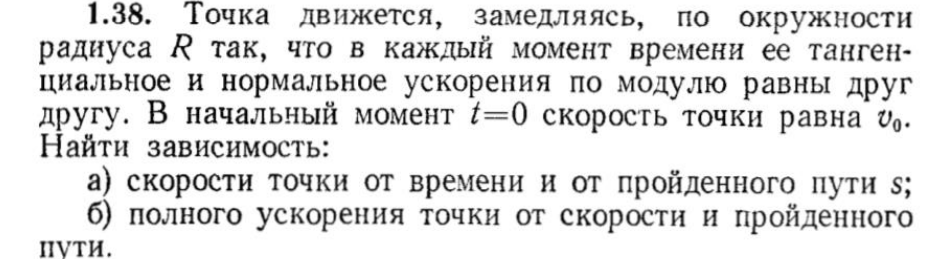 1.38. Точка движется, замедляясь, по окружности
радиуса R так, что в каждый момент времени ее танген-
циальное и нормальное ускорения по модулю равны друг
другу. В начальный момент t=0 скорость точки равна v₀.
Найти зависимость:
а) скорости точки от времени и от пройденного пути s;
б) полного ускорения точки от скорости и пройденного
пути.